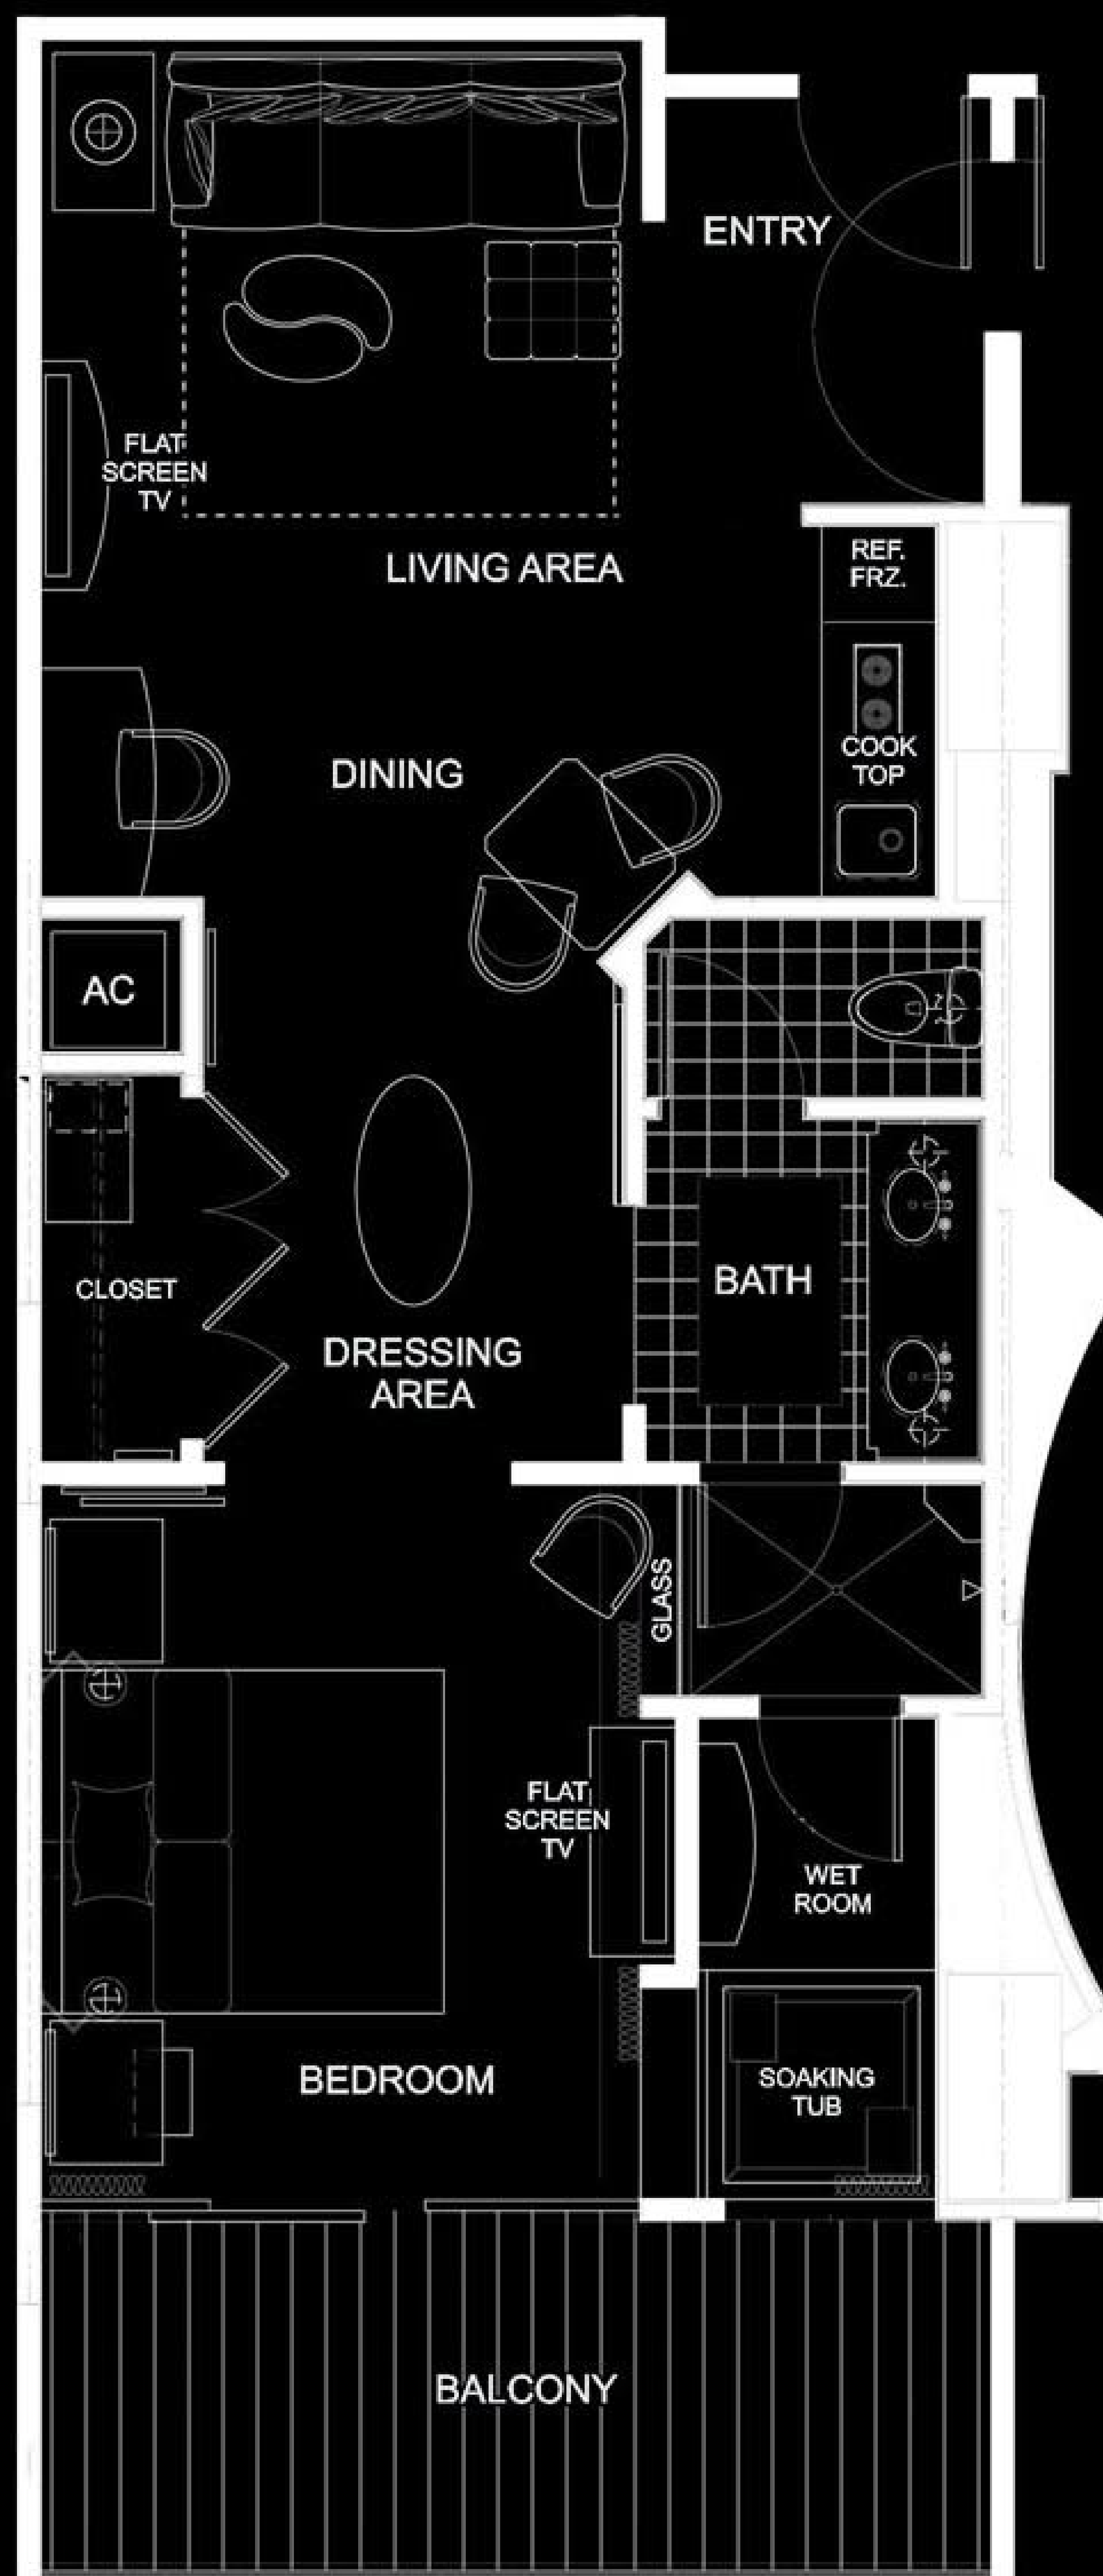 ENTRY
FLAT
SCREEN
TV
LIVING AREA
REF.
FRZ.
COOK
TOP
DINING
AC
CLOSET
BATH
DRESSING
AREA
GLASS
FLAT
SCREEN
TV
WET
ROOM
SOAKING
TUB
BEDROOM
BALCONY